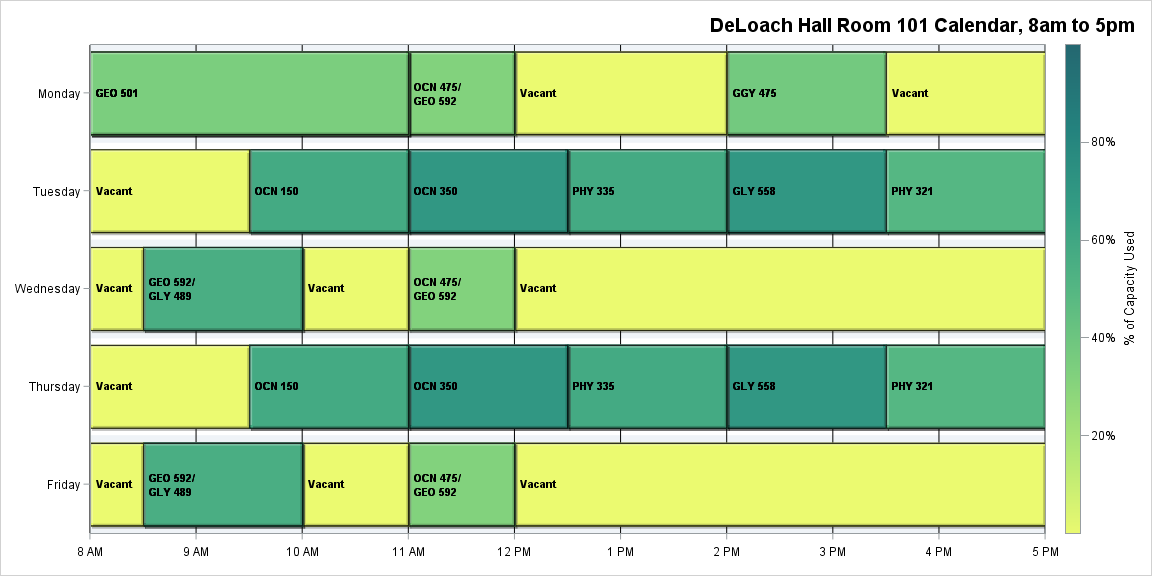 DeLoach Hall Room 101 Calendar, 8am to 5pm
Monday
GEO 501
OCN 475/
GEO 592
Vacant
GGY 475
Vacant
Tuesday
Vacant
OCN 150
OCN 350
PHY 335
GLY 558
PHY 321
Wednesday
Vacant
GEO 592/
GLY 489
Vacant
OCN 475/
GEO 592
Vacant
Thursday
Vacant
OCN 150
OCN 350
PHY 335
GLY 558
PHY 321
Friday
Vacant
GEO 592/
GLY 489
Vacant
OCN 475/
GEO 592
Vacant
8 AM
9 AM
10 AM
11 AM
12 PM
1 PM
2 PM
3 PM
4 PM
5 PM
80%
60%
40%
20%
% of Capacity Used